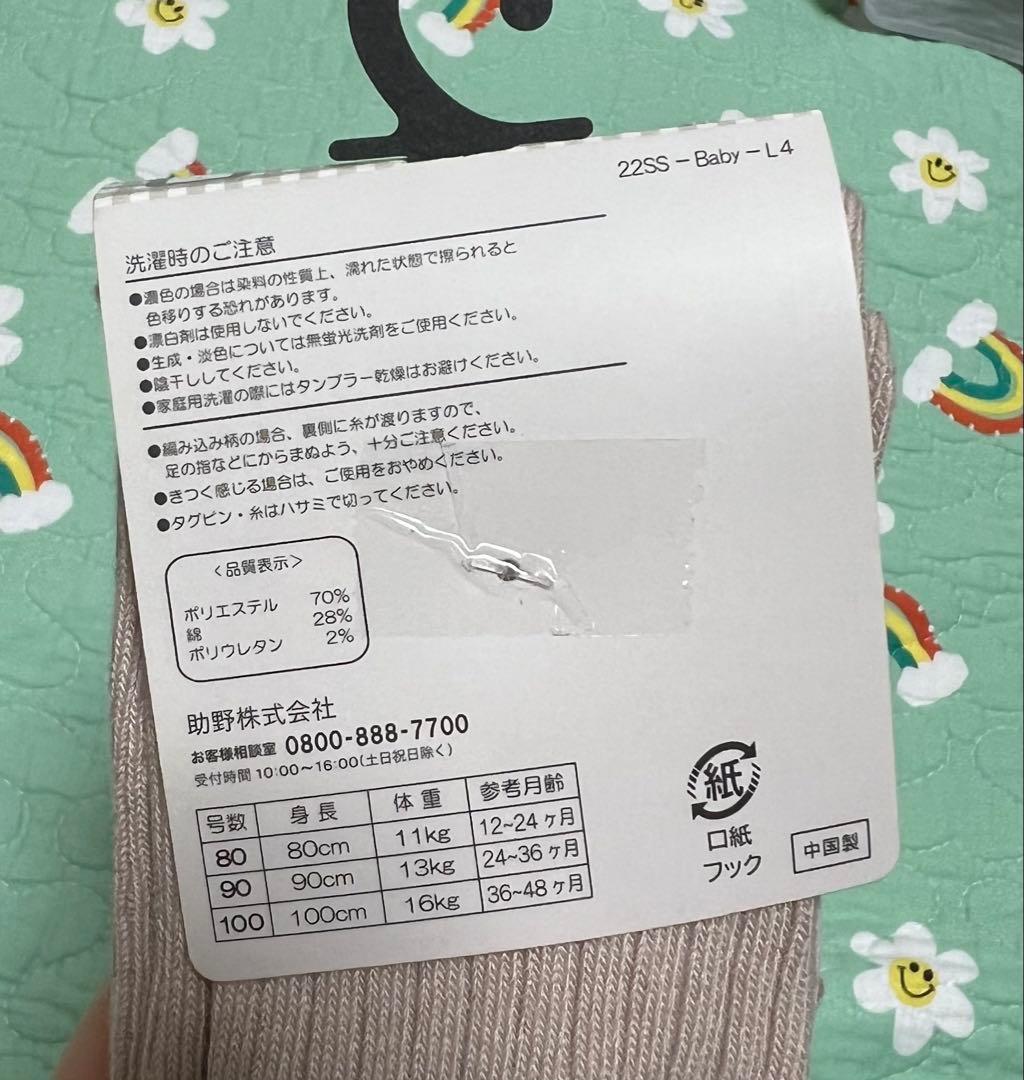 22SS-Baby-L4
洗濯時のご注意
●濃色の場合は染料の性質上、濡れた状態で擦られると
色移りする恐れがあります。
●漂白剤は使用しないでください。
●生成・淡色については無蛍光洗剤をご使用ください。
●陰干ししてください。
●家庭用洗濯の際にはタンブラー乾燥はお避けください。
●編み込み柄の場合、裏側に糸が渡りますので、
足の指などにからまぬよう、十分ご注意ください。
●きつく感じる場合は、ご使用をおやめください。
●タグピン・糸はハサミで切ってください。
〈品質表示〉
ポリエステル 70%
綿 28%
ポリウレタン 2%
助野株式会社
お客様相談室 0800-888-7700
受付時間 10:00~16:00(土日祝日除く)
号数 身長 体重 参考月齢
80 80cm 11kg 12~24ヶ月
90 90cm 13kg 24~36ヶ月
100 100cm 16kg 36~48ヶ月
紙
口紙
フック
中国製